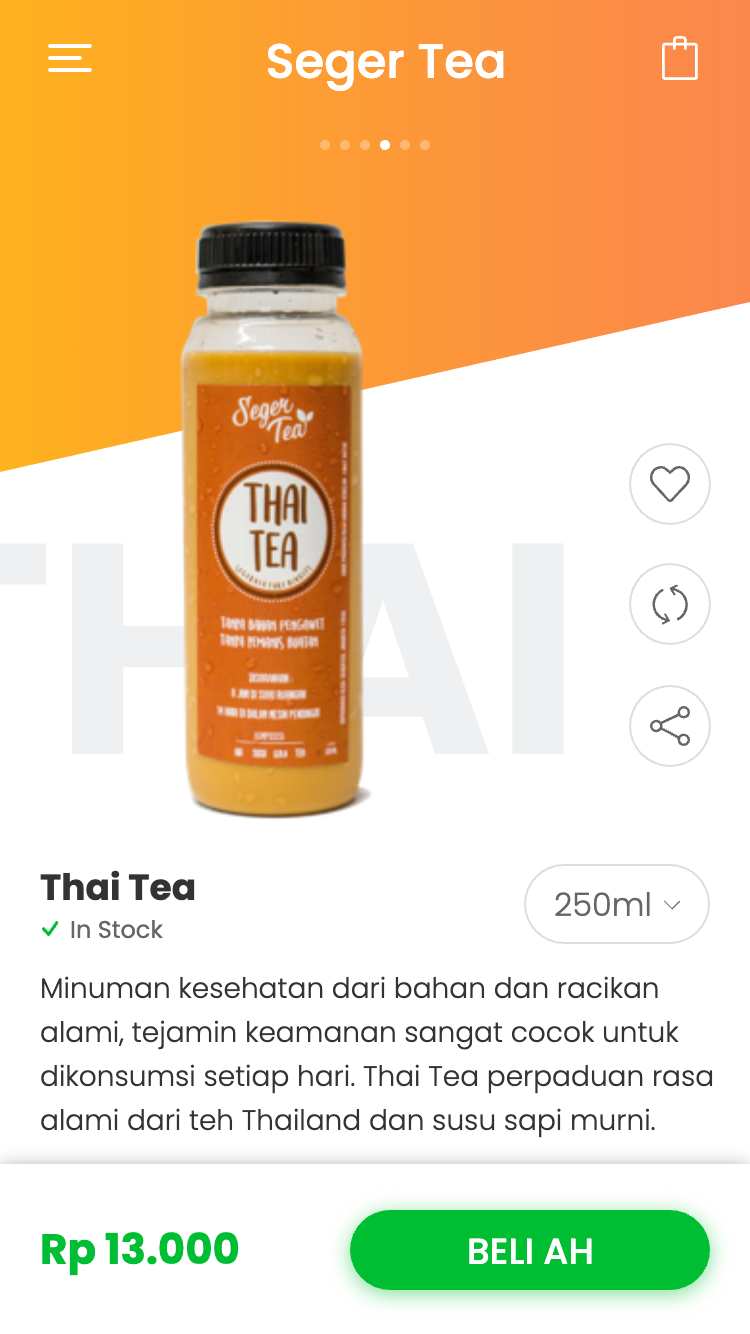 Seger Tea
Seger
Tea
THAI
TEA
TANPA BAHAN PENGAWET
TANPA PEMANIS BUATAN
THAI
Thai Tea
250ml
In Stock
Minuman kesehatan dari bahan dan racikan
alami, tejamin keamanan sangat cocok untuk
dikonsumsi setiap hari. Thai Tea perpaduan rasa
alami dari teh Thailand dan susu sapi murni.
Rp 13.000
BELI AH